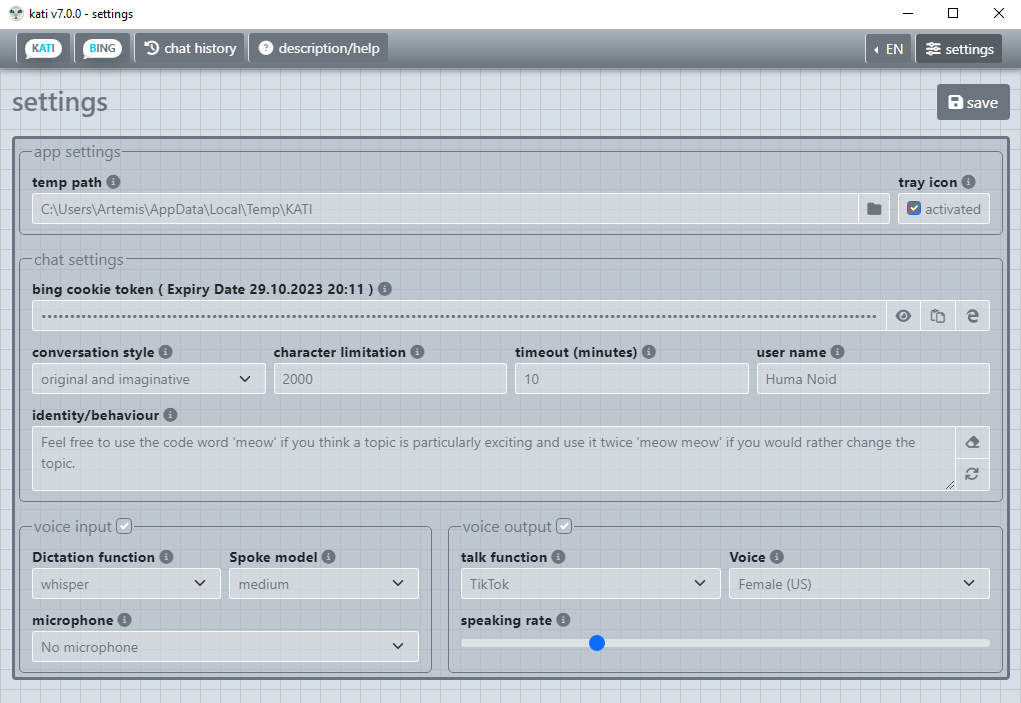 kati v7.0.0 - settings
KATI BING chat history description/help EN settings
settings save
app settings
temp path tray icon
C:\Users\Artemis\AppData\Local\Temp\KATI activated
chat settings
bing cookie token ( Expiry Date 29.10.2023 20:11 )
conversation style character limitation timeout (minutes) user name
original and imaginative 2000 10 Huma Noid
identity/behaviour
Feel free to use the code word 'meow' if you think a topic is particularly exciting and use it twice 'meow meow' if you would rather change the
topic.
voice input voice output
Dictation function Spoke model talk function Voice
whisper medium TikTok Female (US)
microphone speaking rate
No microphone